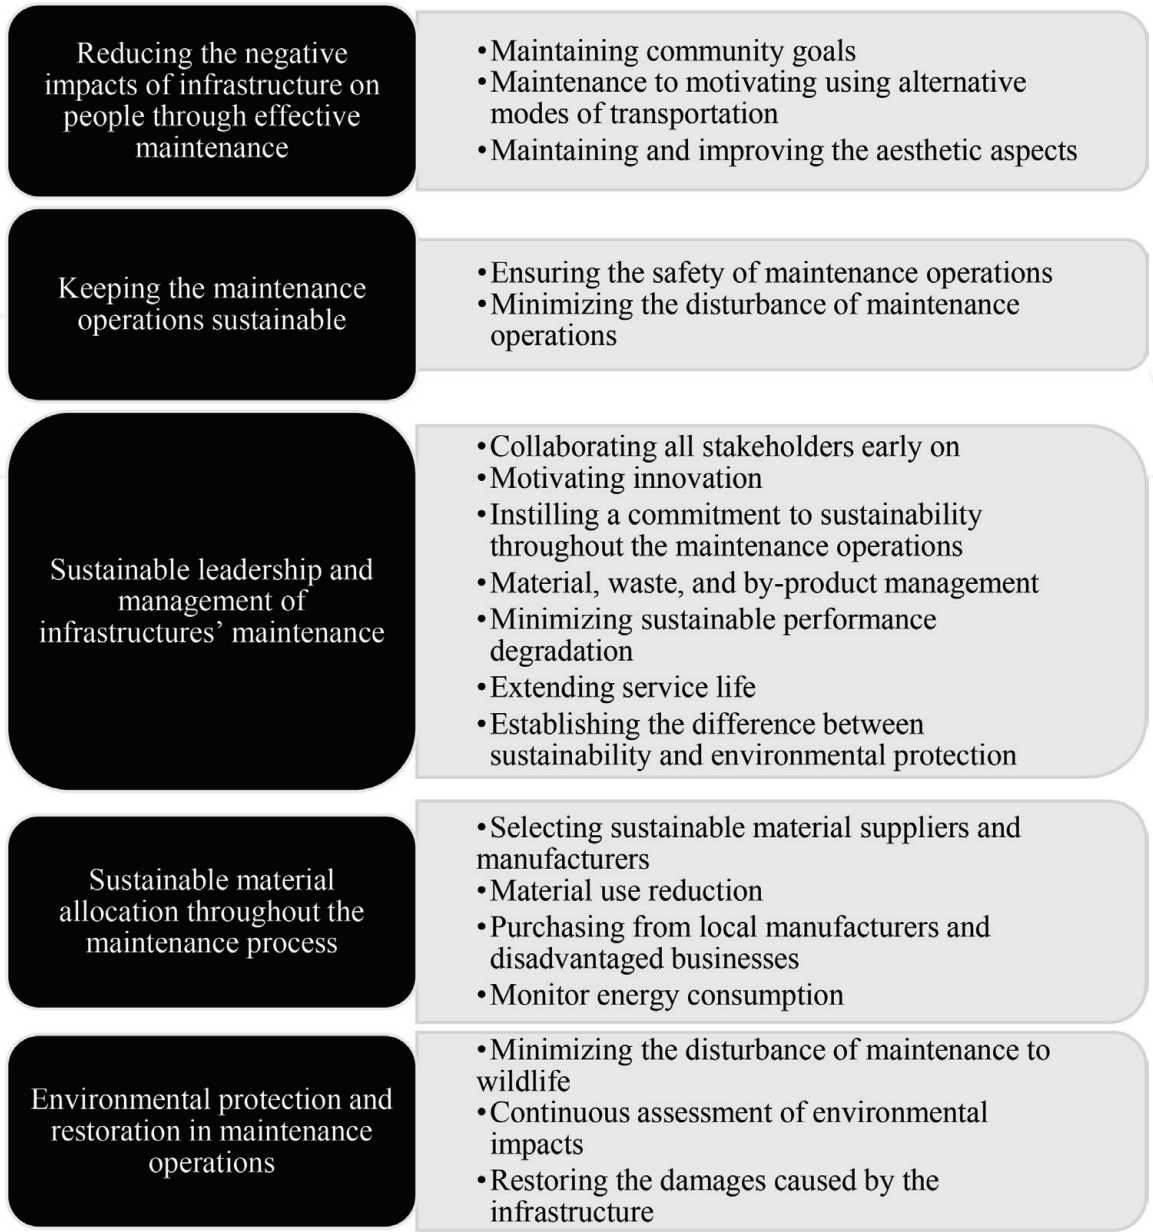 Reducing the negative
impacts of infrastructure on
people through effective
maintenance
•Maintaining community goals
•Maintenance to motivating using alternative
modes of transportation
•Maintaining and improving the aesthetic aspects
Keeping the maintenance
operations sustainable
•Ensuring the safety of maintenance operations
•Minimizing the disturbance of maintenance
operations
Sustainable leadership and
management of
infrastructures’ maintenance
•Collaborating all stakeholders early on
•Motivating innovation
•Instilling a commitment to sustainability
throughout the maintenance operations
•Material, waste, and by-product management
•Minimizing sustainable performance
degradation
•Extending service life
•Establishing the difference between
sustainability and environmental protection
Sustainable material
allocation throughout the
maintenance process
•Selecting sustainable material suppliers and
manufacturers
•Material use reduction
•Purchasing from local manufacturers and
disadvantaged businesses
•Monitor energy consumption
Environmental protection and
restoration in maintenance
operations
•Minimizing the disturbance of maintenance to
wildlife
•Continuous assessment of environmental
impacts
•Restoring the damages caused by the
infrastructure